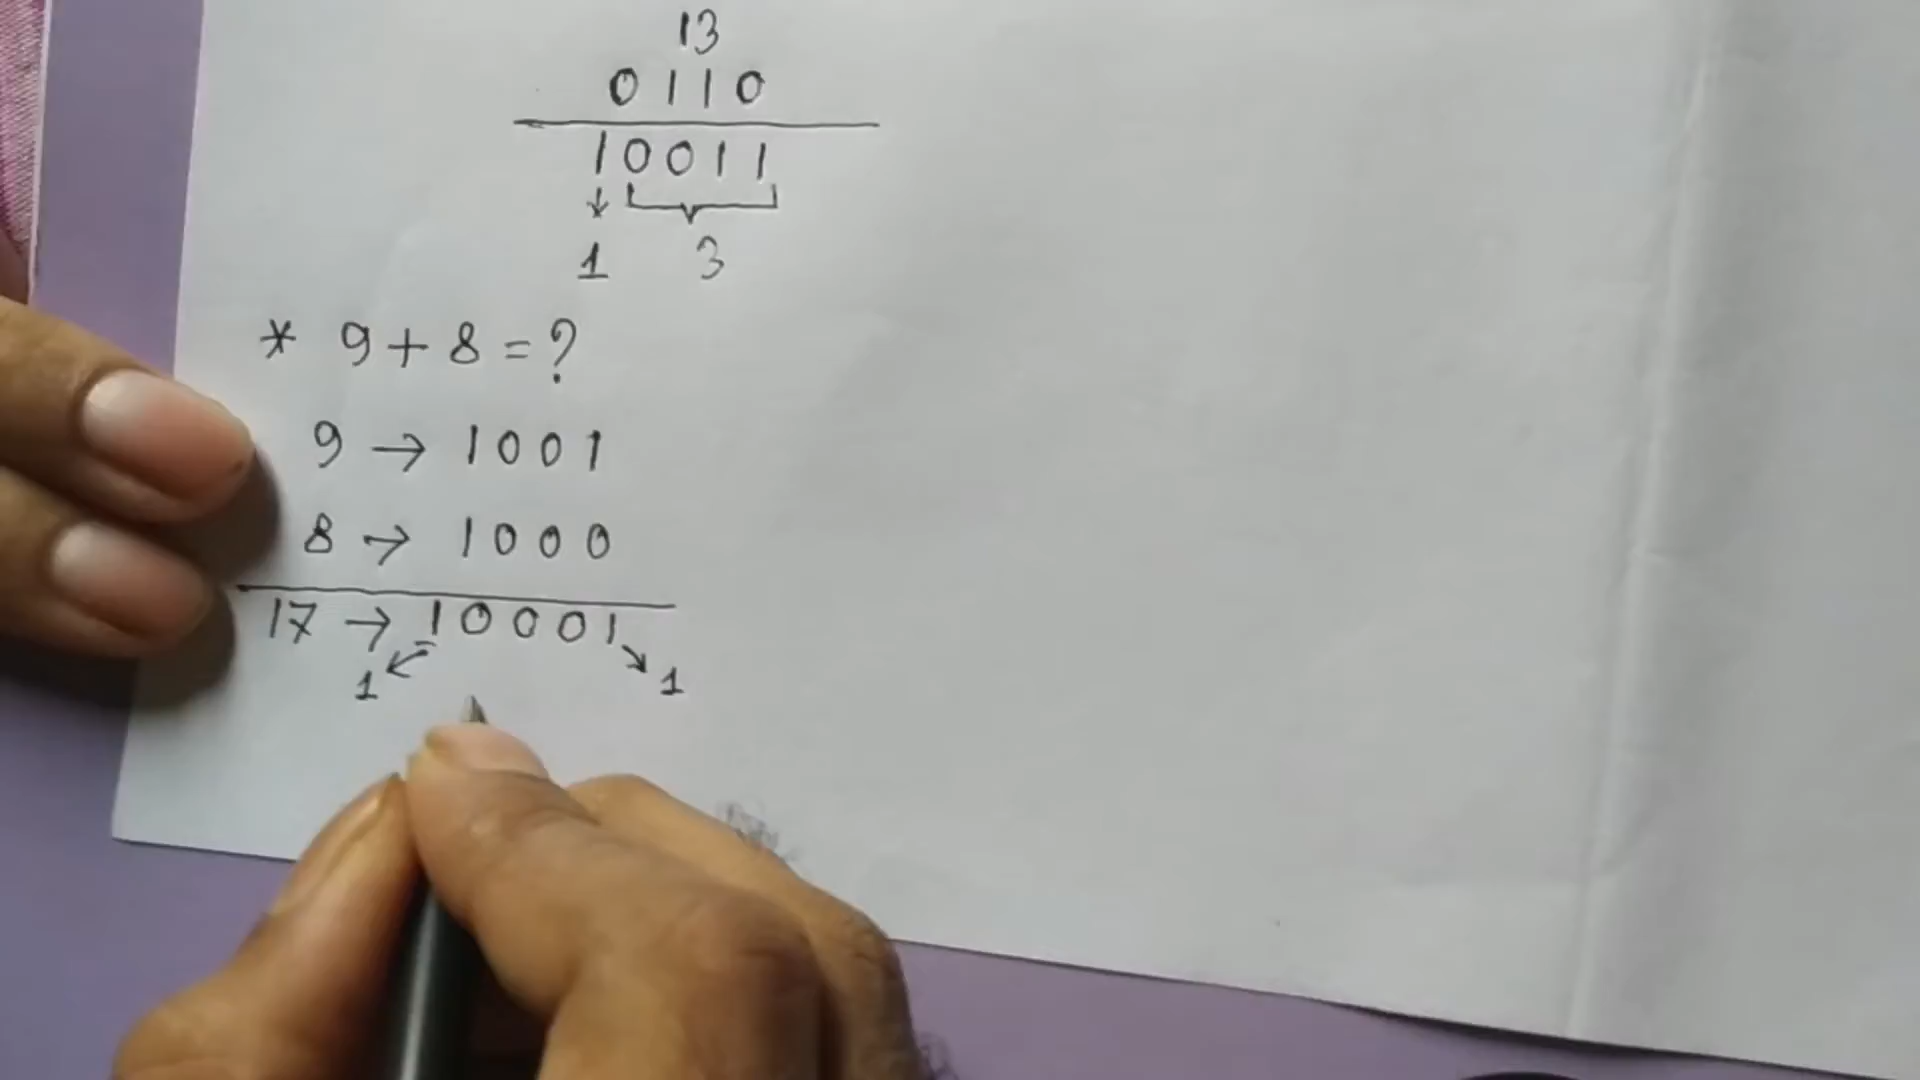 13
0110
10011
↓
1 3
* 9+8=?
9 → 1001
8 → 1000
17 → 10001
1 1